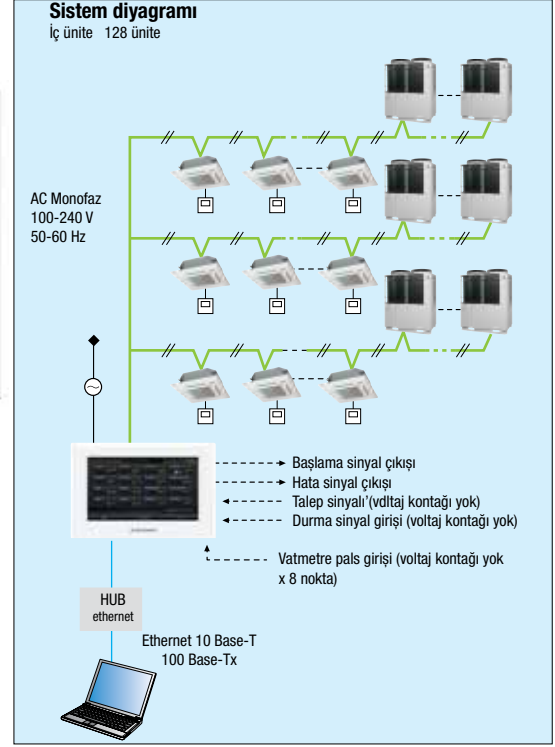 Sistem diyagramı
İç ünite 128 ünite
AC Monofaz
100-240 V
50-60 Hz
Başlama sinyal çıkışı
Hata sinyal çıkışı
Talep sinyalı'(vdltaj kontağı yok)
Durma sinyal girişi (voltaj kontağı yok)
Vatmetre pals girişi (voltaj kontağı yok
x 8 nokta)
HUB
ethernet
Ethernet 10 Base-T
100 Base-Tx